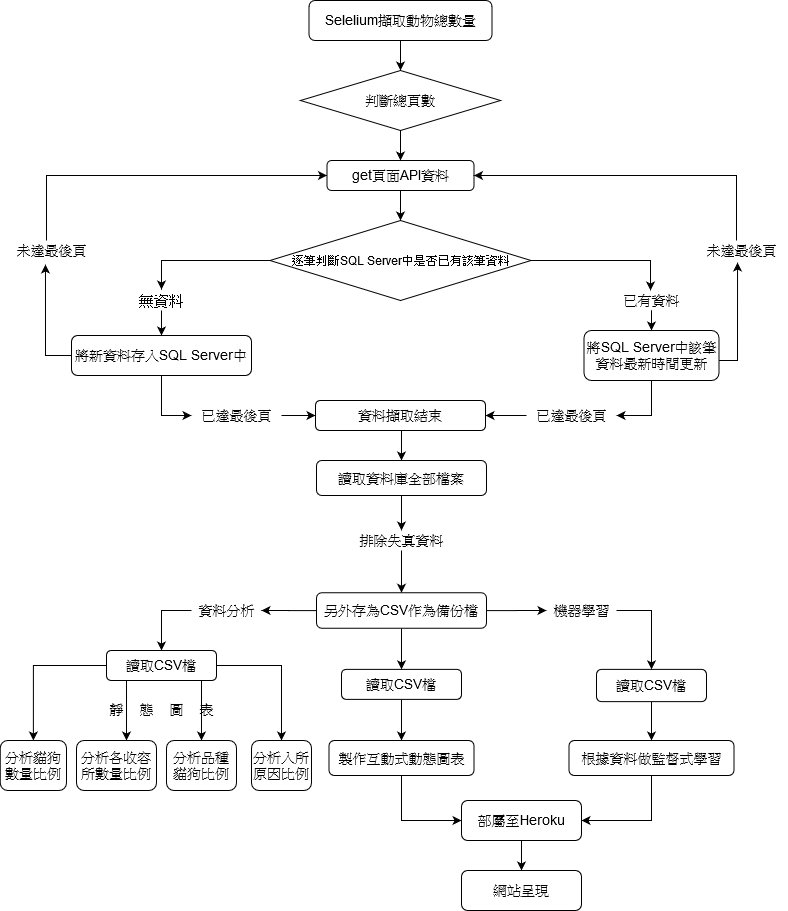 Selelium擷取動物總數量
判斷總頁數
get頁面API資料
未達最後頁
未達最後頁
逐筆判斷SQL Server中是否已有該筆資料
無資料
已有資料
將新資料存入SQL Server中
將SQL Server中該筆
資料最新時間更新
已達最後頁
資料擷取結束
已達最後頁
讀取資料庫全部檔案
排除失真資料
資料分析
另外存為CSV作為備份檔
機器學習
讀取CSV檔
讀取CSV檔
讀取CSV檔
靜 態 圖 表
分析貓狗
數量比例
分析各收容
所數量比例
分析品種
貓狗比例
分析入所
原因比例
製作互動式動態圖表
根據資料做監督式學習
部屬至Heroku
網站呈現